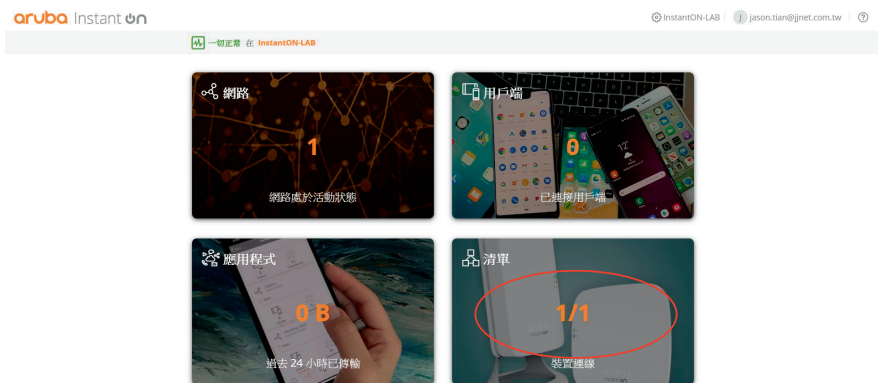 aruba Instant On
InstantON-LAB
J jason.tian@jjnet.com.tw
一切正常 在 InstantON-LAB
網路
1
網路處於活動狀態
用戶端
0
已連接用戶端
應用程式
0 B
過去 24 小時已傳輸
清單
1/1
裝置連線